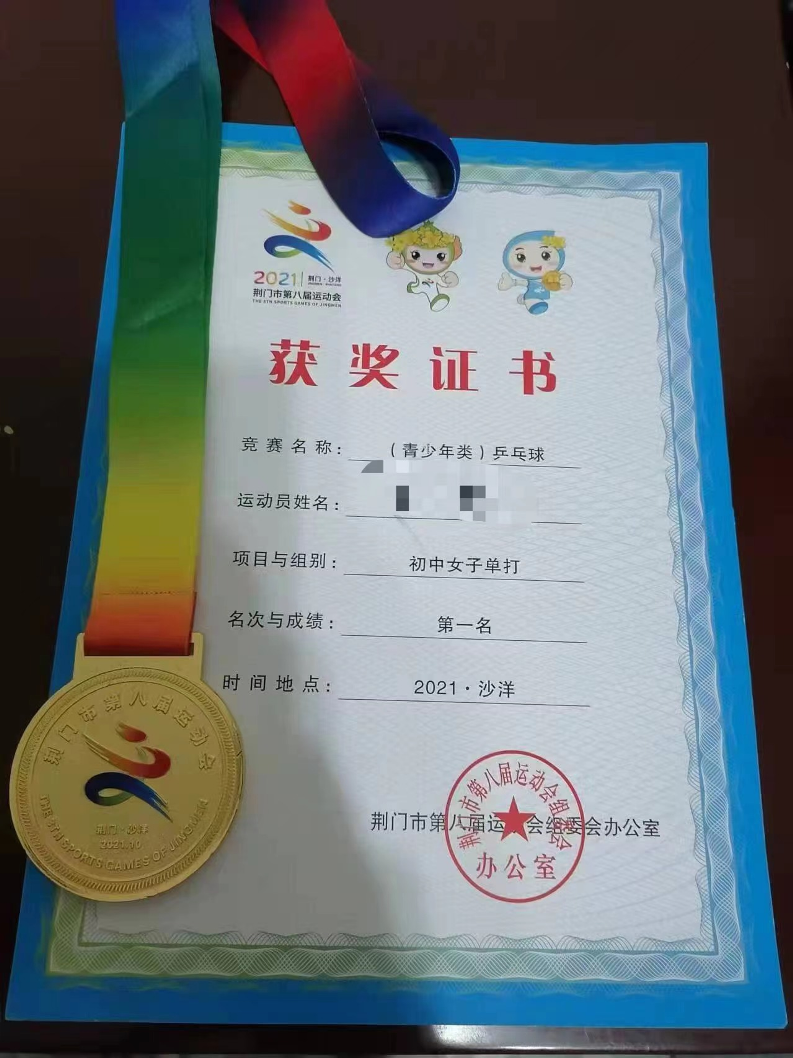 2021 荆门·沙洋
荆门市第八届运动会
THE 8TH SPORTS GAMES OF JINGMEN
获奖证书
竞赛名称： （青少年类）乒乓球
运动员姓名：
项目与组别： 初中女子单打
名次与成绩： 第一名
时间地点： 2021·沙洋
荆门市第八届运动会组委会办公室
荆门市第八届运动会组委会
办公室
荆门市第八届运动会
荆门·沙洋
2021.10
THE 8TH SPORTS GAMES OF JINGMEN